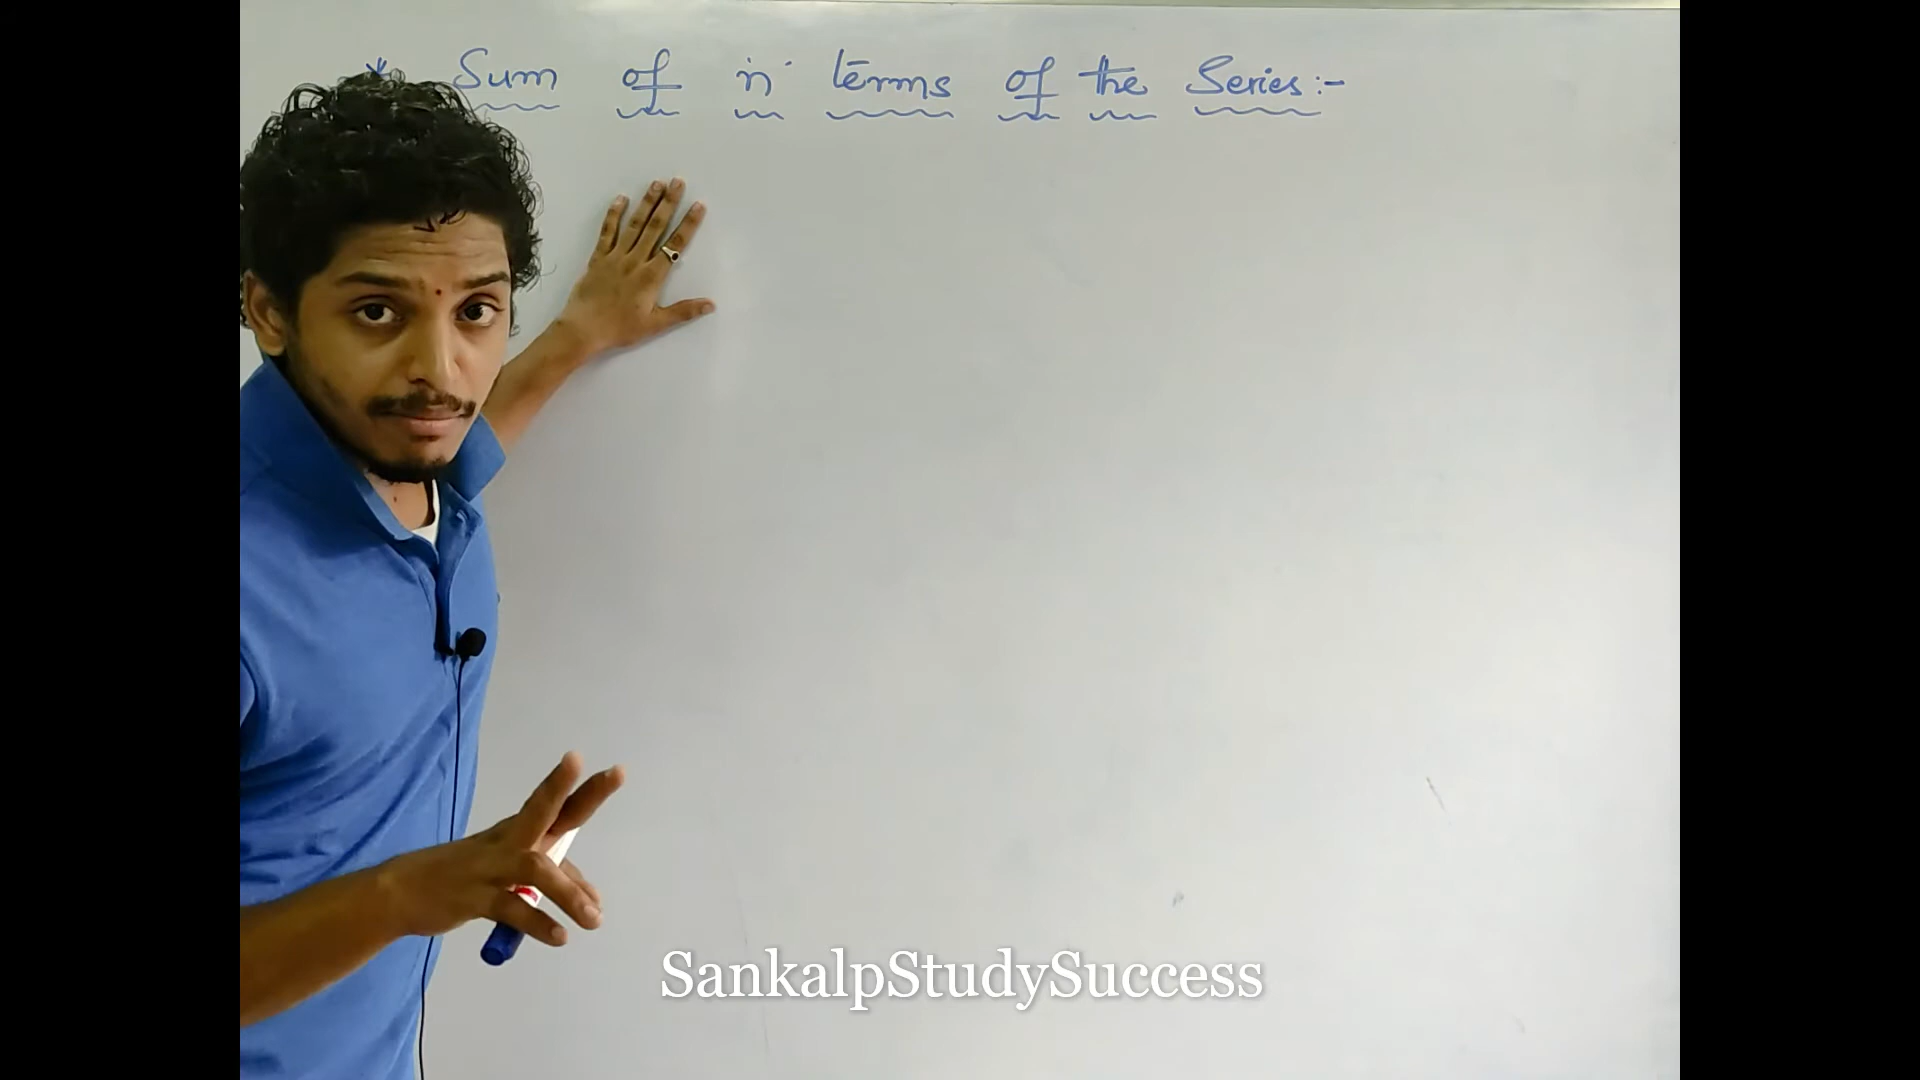 * Sum of 'n' terms of the Series:-
SankalpStudySuccess